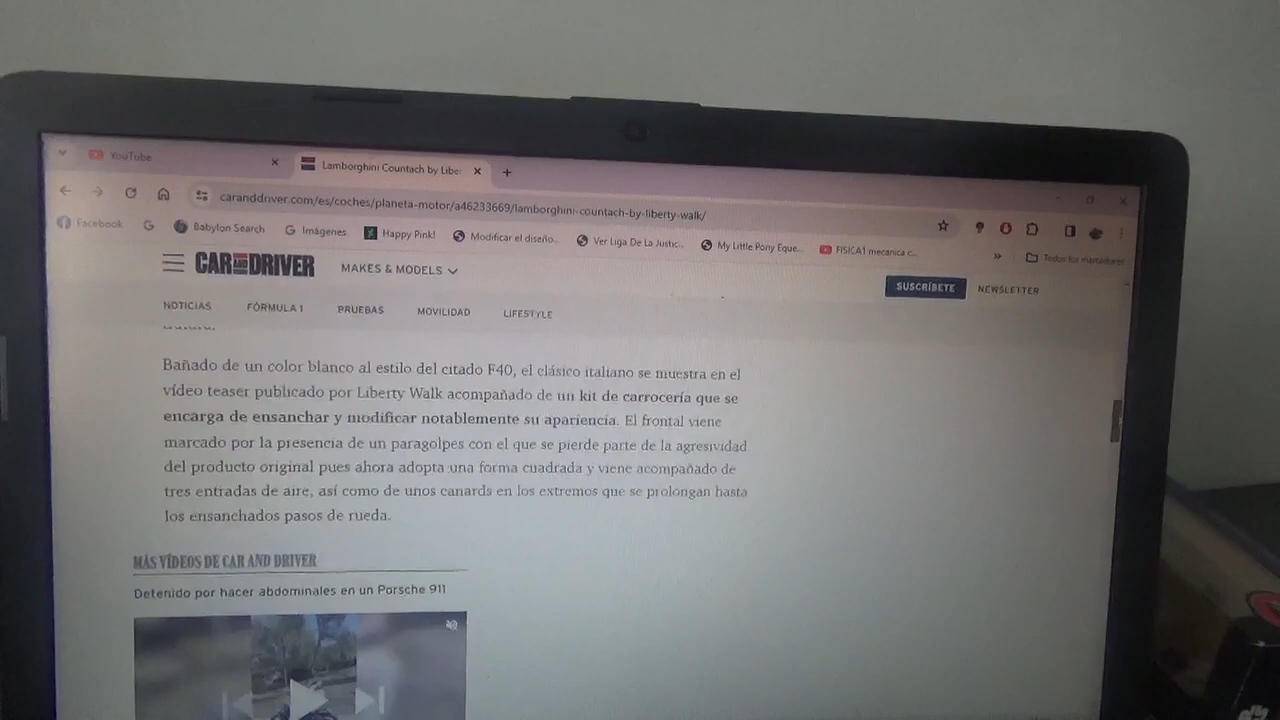 YouTube
Lamborghini Countach by Liber
caranddriver.com/es/coches/planeta-motor/a46233669/lamborghini-countach-by-liberty-walk/
Facebook
Babylon Search
Imágenes
Happy Pink!
Modificar el diseño...
Ver Liga De La Justic...
My Little Pony Eque...
FISICA1 mecanica c...
Todos los marcadores
CAR AND DRIVER
MAKES & MODELS
SUSCRÍBETE
NEWSLETTER
NOTICIAS
FÓRMULA 1
PRUEBAS
MOVILIDAD
LIFESTYLE
Bañado de un color blanco al estilo del citado F40, el clásico italiano se muestra en el
vídeo teaser publicado por Liberty Walk acompañado de un kit de carrocería que se
encarga de ensanchar y modificar notablemente su apariencia. El frontal viene
marcado por la presencia de un paragolpes con el que se pierde parte de la agresividad
del producto original pues ahora adopta una forma cuadrada y viene acompañado de
tres entradas de aire, así como de unos canards en los extremos que se prolongan hasta
los ensanchados pasos de rueda.
MÁS VÍDEOS DE CAR AND DRIVER
Detenido por hacer abdominales en un Porsche 911